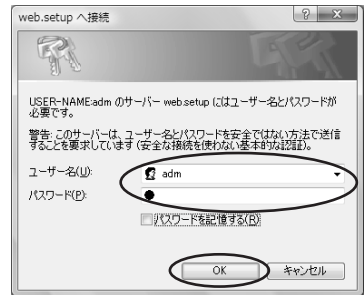 web.setup へ接続
USER-NAME:adm のサーバー web.setup にはユーザー名とパスワードが
必要です。
警告: このサーバーは、ユーザー名とパスワードを安全ではない方法で送信
することを要求しています (安全な接続を使わない基本的な認証)。
ユーザー名(U):
adm
パスワード(P):
●
パスワードを記憶する(R)
OK
キャンセル